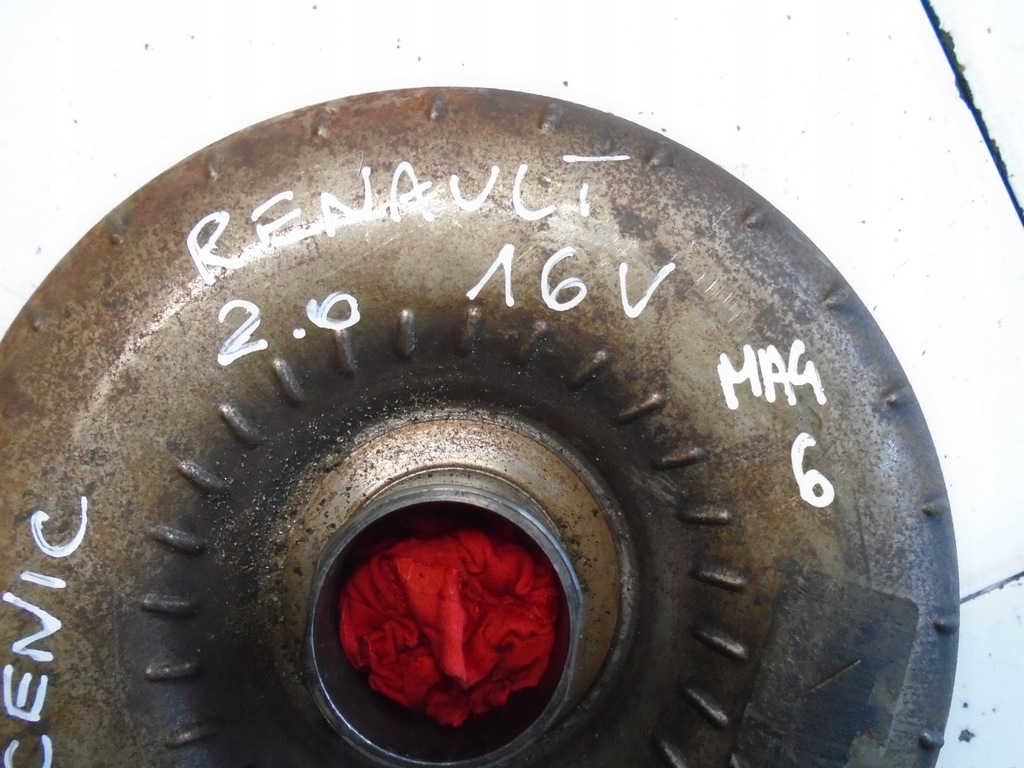 RENAULT
2.0 16V
MAG
6
CENIC